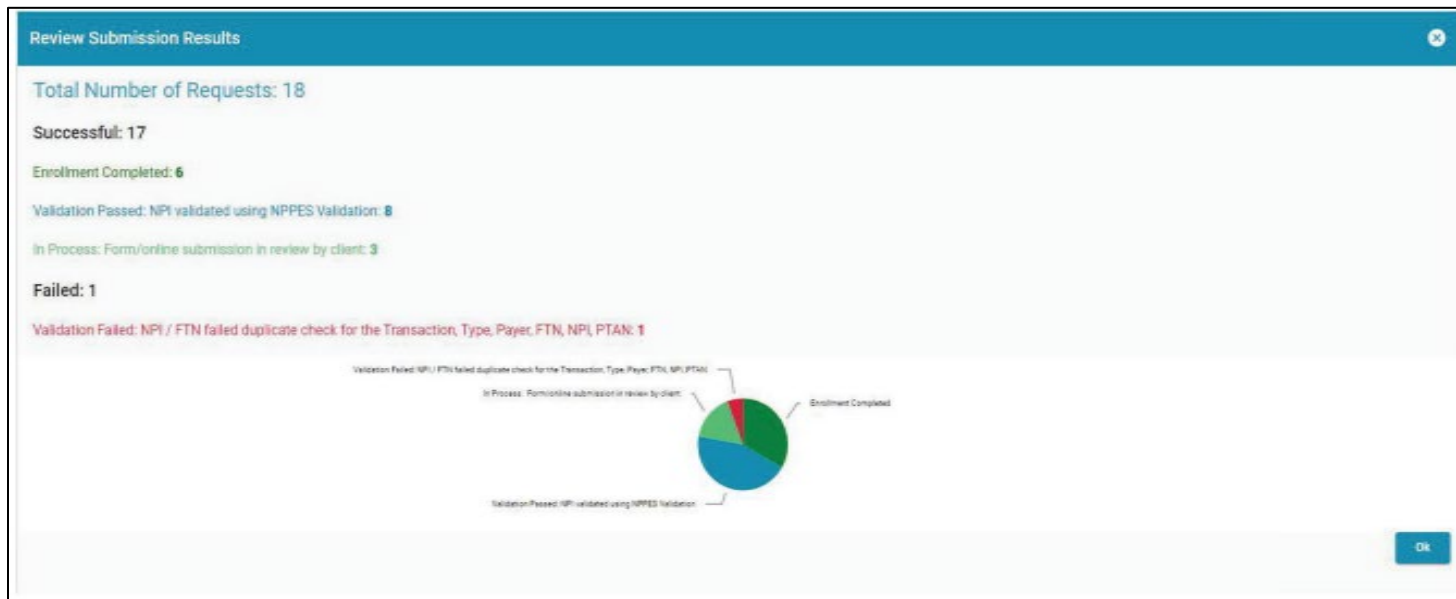 Review Submission Results
Total Number of Requests: 18
Successful: 17
Enrollment Completed: 6
Validation Passed: NPI validated using NPPES Validation: 8
In Process: Form/online submission in review by client: 3
Failed: 1
Validation Failed: NPI / FTN failed duplicate check for the Transaction, Type, Payer, FTN, NPI, PTAN: 1
Validation Failed: NPI / FTN failed duplicate check for the Transaction, Type, Payer, FTN, NPI, PTAN
In Process: Form/online submission in review by client
Enrollment Completed
Validation Passed: NPI validated using NPPES Validation
Ok